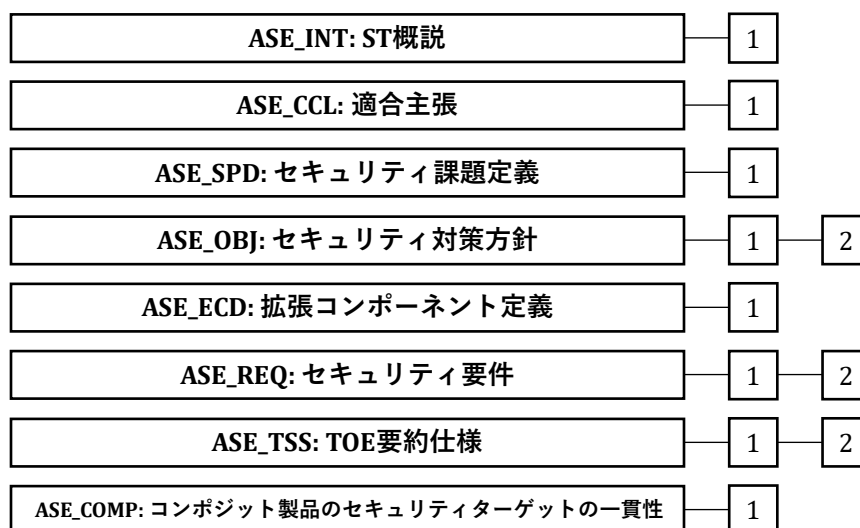 ASE_INT: ST概説 1
ASE_CCL: 適合主張 1
ASE_SPD: セキュリティ課題定義 1
ASE_OBJ: セキュリティ対策方針 1 2
ASE_ECD: 拡張コンポーネント定義 1
ASE_REQ: セキュリティ要件 1 2
ASE_TSS: TOE要約仕様 1 2
ASE_COMP: コンポジット製品のセキュリティターゲットの一貫性 1